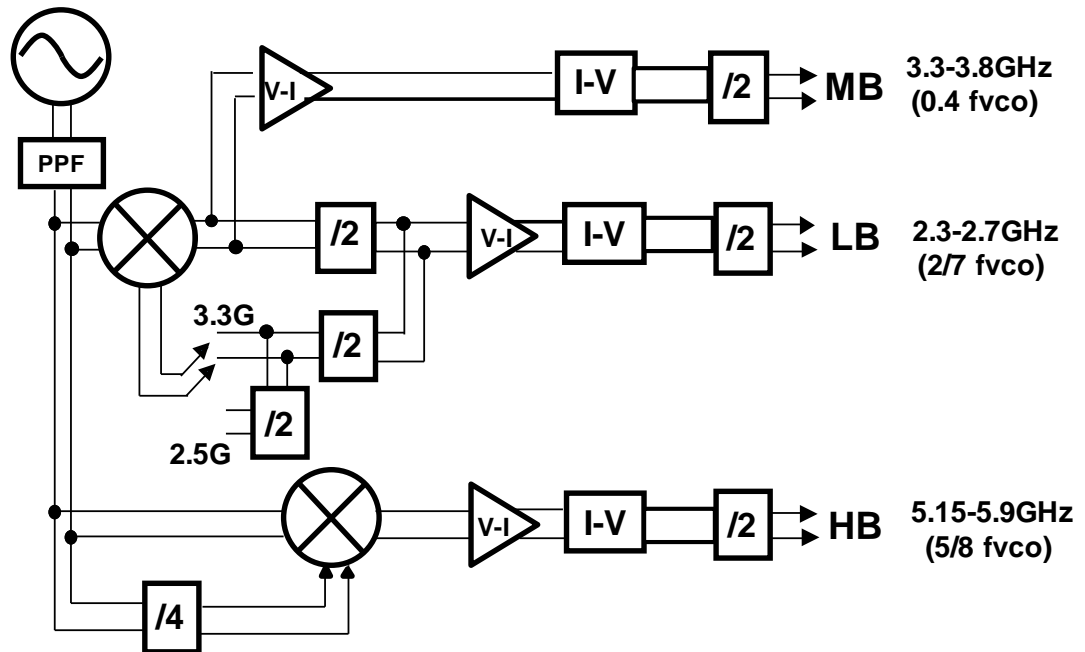 V-I
I-V
/2
MB
3.3-3.8GHz
(0.4 fvco)
PPF
/2
V-I
I-V
/2
LB
2.3-2.7GHz
(2/7 fvco)
3.3G
/2
/2
2.5G
V-I
I-V
/2
HB
5.15-5.9GHz
(5/8 fvco)
/4